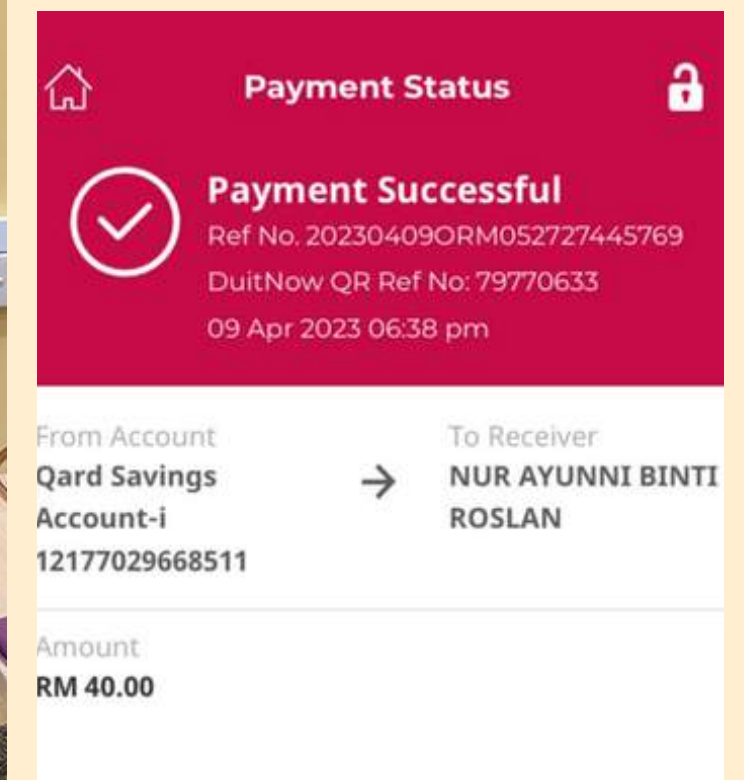 Payment Status
Payment Successful
Ref No. 20230409ORM052727445769
DuitNow QR Ref No: 79770633
09 Apr 2023 06:38 pm
From Account
Qard Savings
Account-i
12177029668511
→
To Receiver
NUR AYUNNI BINTI
ROSLAN
Amount
RM 40.00